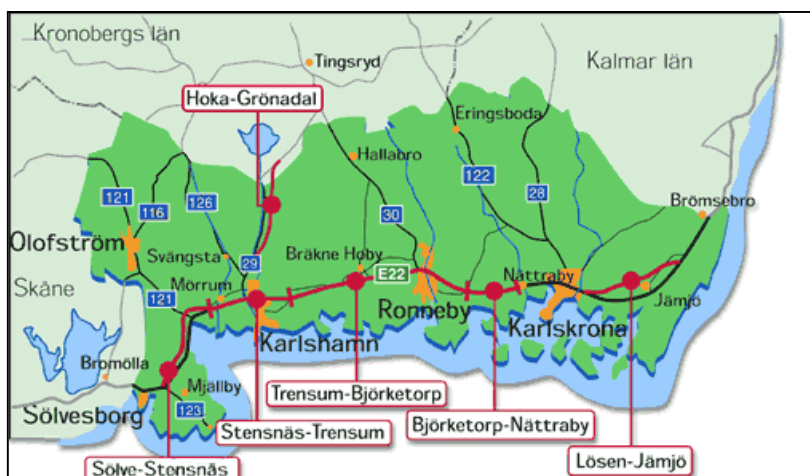 Kronobergs län
Tingsryd
Kalmar län
Hoka-Grönadal
Eringsboda
Hallabro
121
116
126
122
28
Brömsebro
30
Olofström
Svängsta
29
Bräkne Hoby
E22
Nättraby
Skåne
Mörrum
121
Ronneby
Jämjö
Karlskrona
Karlshamn
Bromölla
Mjällby
Trensum-Björketorp
Sölvesborg
123
Stensnäs-Trensum
Björketorp-Nättraby
Lösen-Jämjö
Sölve-Stensnås